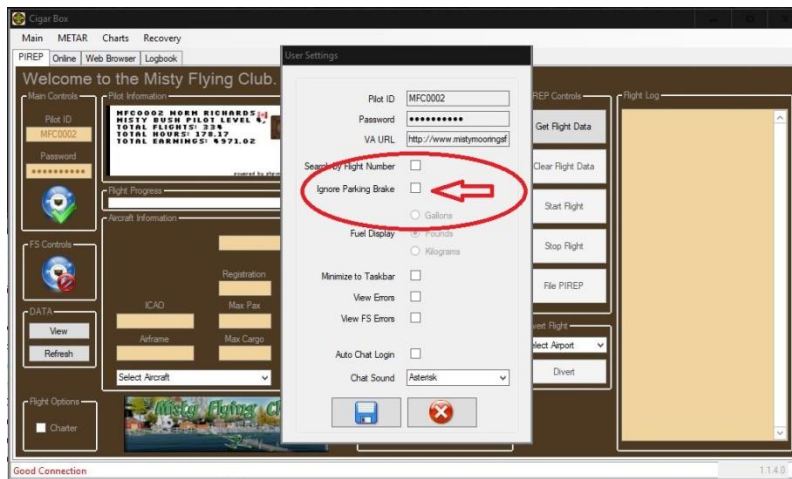 Cigar Box
Main METAR Charts Recovery
PIREP Online Web Browser Logbook
Welcome to the Misty Flying Club.
Main Controls
Pilot ID
MFC0002
Password
Pilot Information
MFC0002 NORM RICHARDS
MISTY BUSH PILOT LEVEL 4,
TOTAL FLIGHTS: 334
TOTAL HOURS: 178.17
TOTAL EARNINGS: $971.02
Flight Progress
Aircraft Information
Registration
ICAO Max Pax
Airframe Max Cargo
Select Aircraft
FS Controls
DATA
View
Refresh
Flight Options
Charter
Misty Flying Cl
User Settings
Pilot ID MFC0002
Password
VA URL http://www.mistymooringsf
Search by Flight Number
Ignore Parking Brake
Gallons
Fuel Display Pounds
Kilograms
Minimize to Taskbar
View Errors
View FS Errors
Auto Chat Login
Chat Sound Asterisk
REP Controls
Get Flight Data
Clear Flight Data
Start Flight
Stop Flight
File PIREP
vert Flight
elect Airport
Divert
Flight Log
Good Connection
1.1.4.0